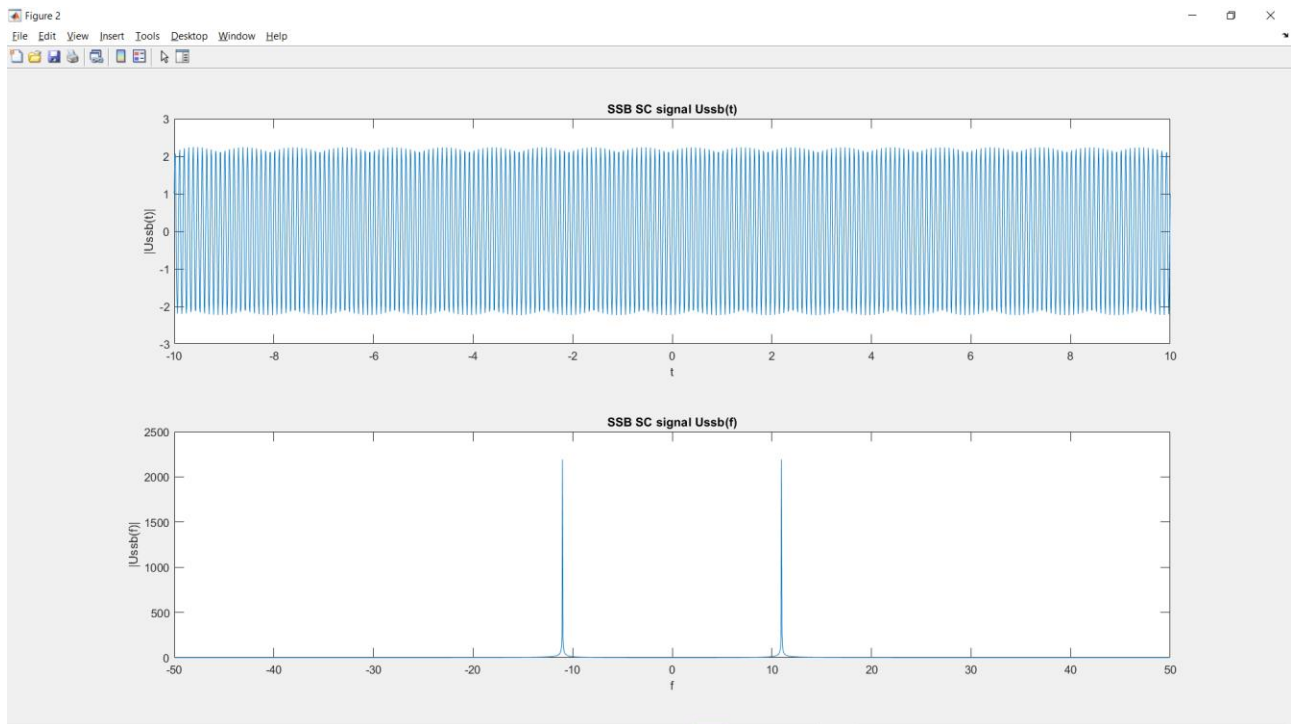 Figure 2
File Edit View Insert Tools Desktop Window Help
SSB SC signal Ussb(t)
3
2
1
0
-1
-2
-3
|Ussb(t)|
-10 -8 -6 -4 -2 0 2 4 6 8 10
t
SSB SC signal Ussb(f)
2500
2000
1500
1000
500
0
|Ussb(f)|
-50 -40 -30 -20 -10 0 10 20 30 40 50
f